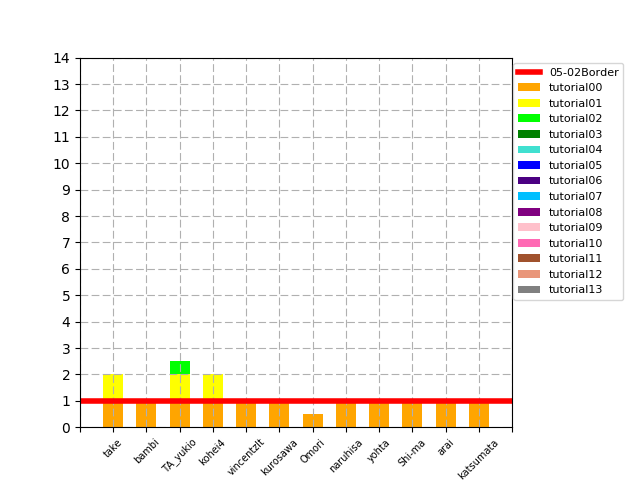 14
13
12
11
10
9
8
7
6
5
4
3
2
1
0
take
bambi
TA_yukio
kohei4
vincentzlt
kurosawa
Omori
naruhisa
yohta
Shi-ma
arai
katsumata
05-02Border
tutorial00
tutorial01
tutorial02
tutorial03
tutorial04
tutorial05
tutorial06
tutorial07
tutorial08
tutorial09
tutorial10
tutorial11
tutorial12
tutorial13